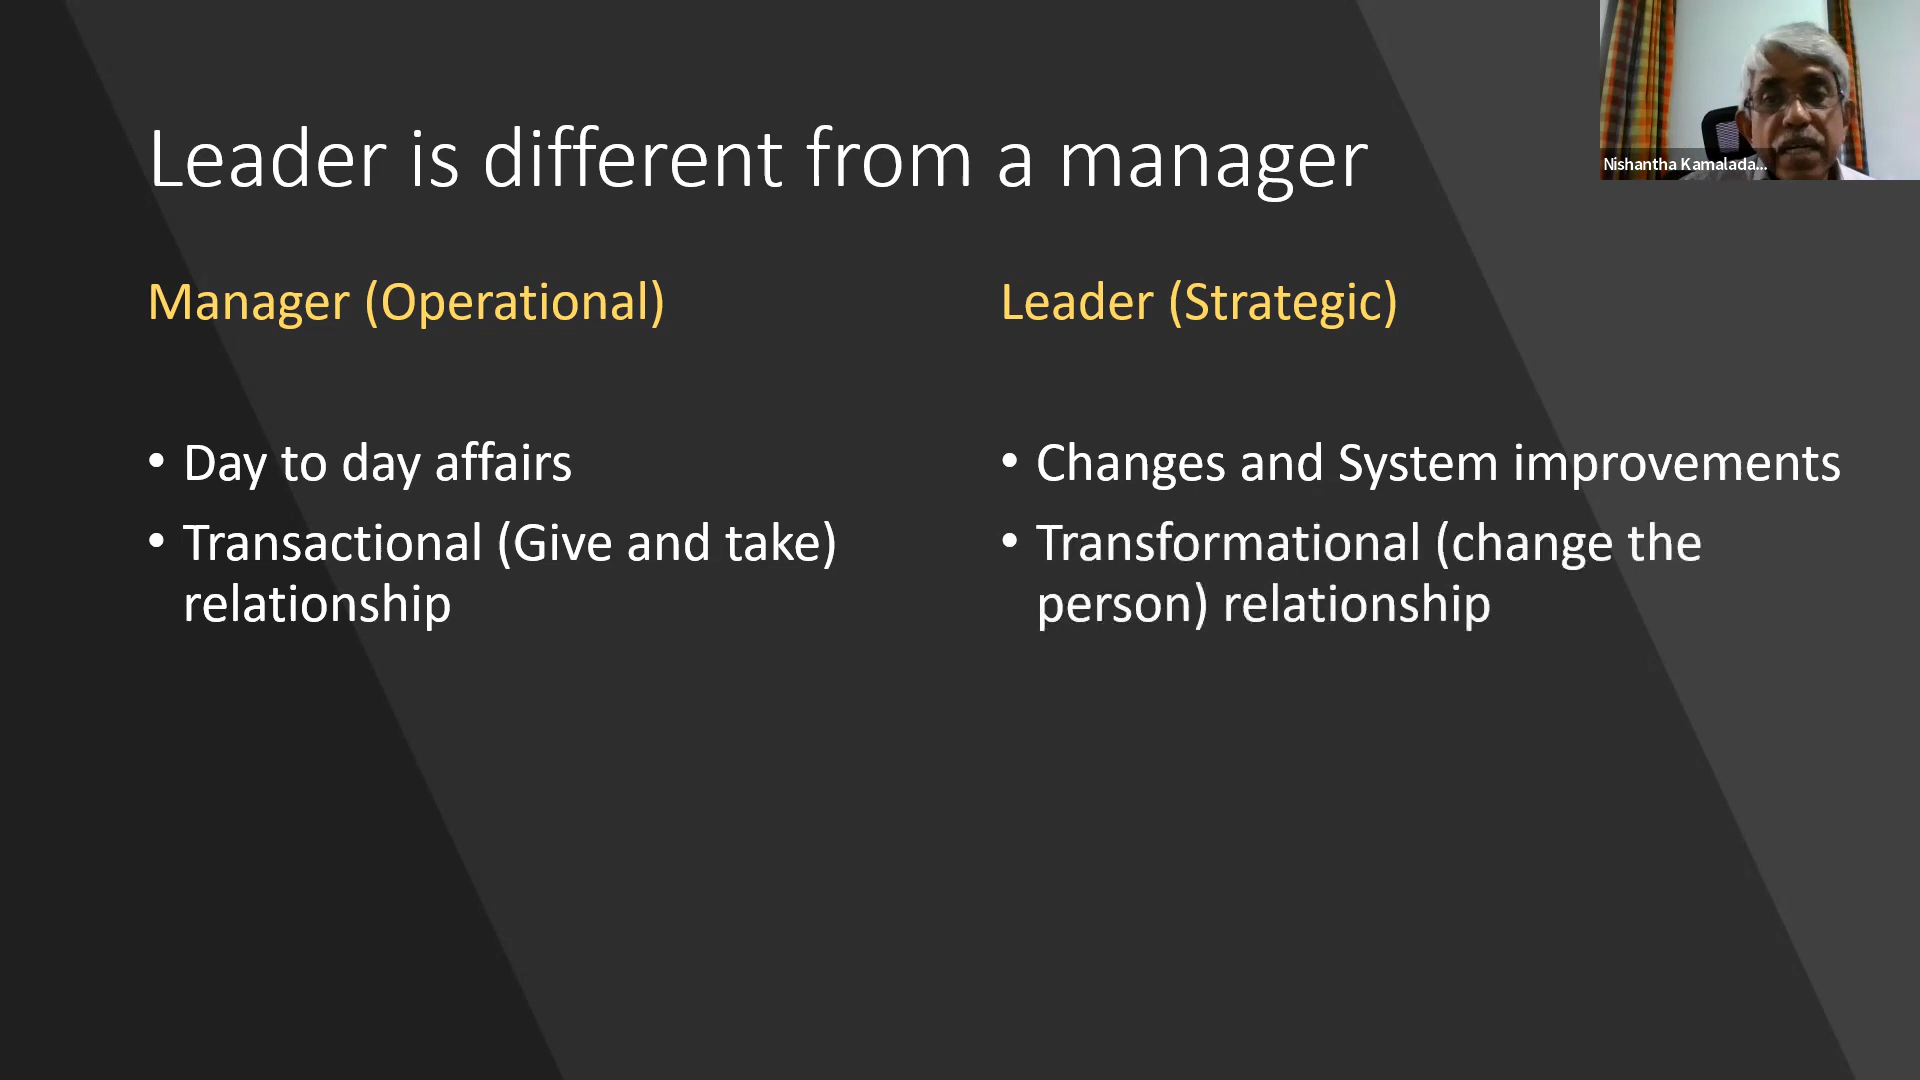 Leader is different from a manager
Nishantha Kamalada...
Manager (Operational)
• Day to day affairs
• Transactional (Give and take)
relationship
Leader (Strategic)
• Changes and System improvements
• Transformational (change the
person) relationship